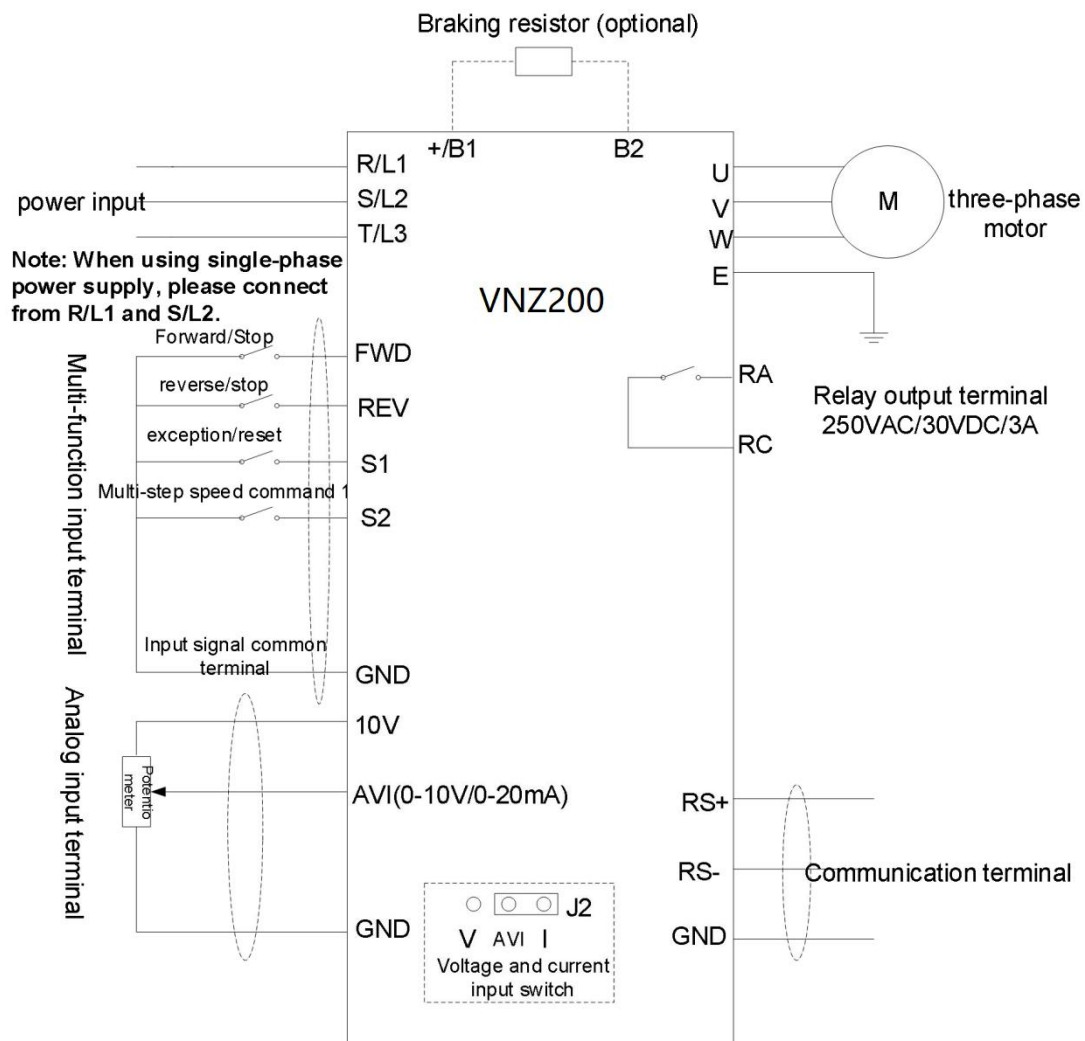 Braking resistor (optional)
+/B1
B2
R/L1
S/L2
T/L3
power input
Note: When using single-phase
power supply, please connect
from R/L1 and S/L2.
VNZ200
U
V
W
E
M
three-phase
motor
Multi-function input terminal
Forward/Stop
FWD
reverse/stop
REV
exception/reset
S1
Multi-step speed command 1
S2
Input signal common
terminal
GND
RA
RC
Relay output terminal
250VAC/30VDC/3A
Analog input terminal
10V
Potentio
meter
AVI(0-10V/0-20mA)
GND
J2
V AVI I
Voltage and current
input switch
RS+
RS-
GND
Communication terminal